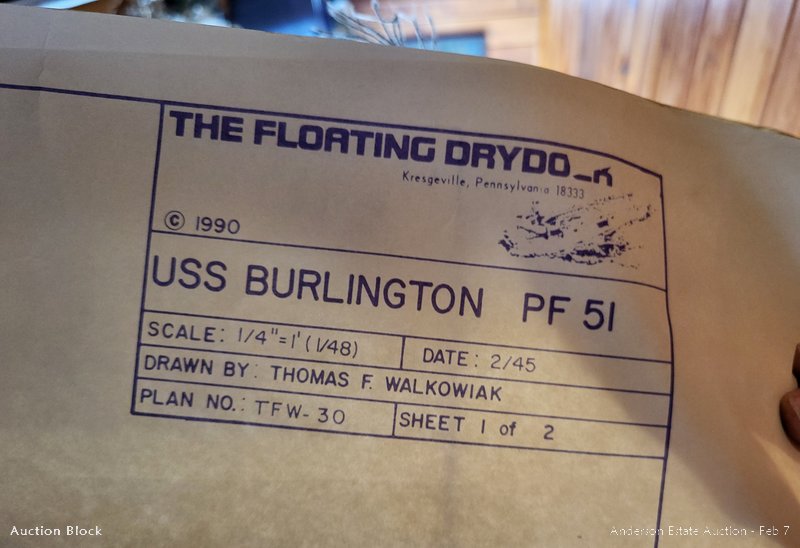 THE FLOATING DRYDO
Kresgeville, Pennsylvania 18333
© 1990
USS BURLINGTON PF 51
SCALE: 1/4"=1' (1/48)
DATE: 2/45
DRAWN BY: THOMAS F. WALKOWIAK
PLAN NO.: TFW-30
SHEET 1 of 2
Auction Block
Anderson Estate Auction - Feb 7